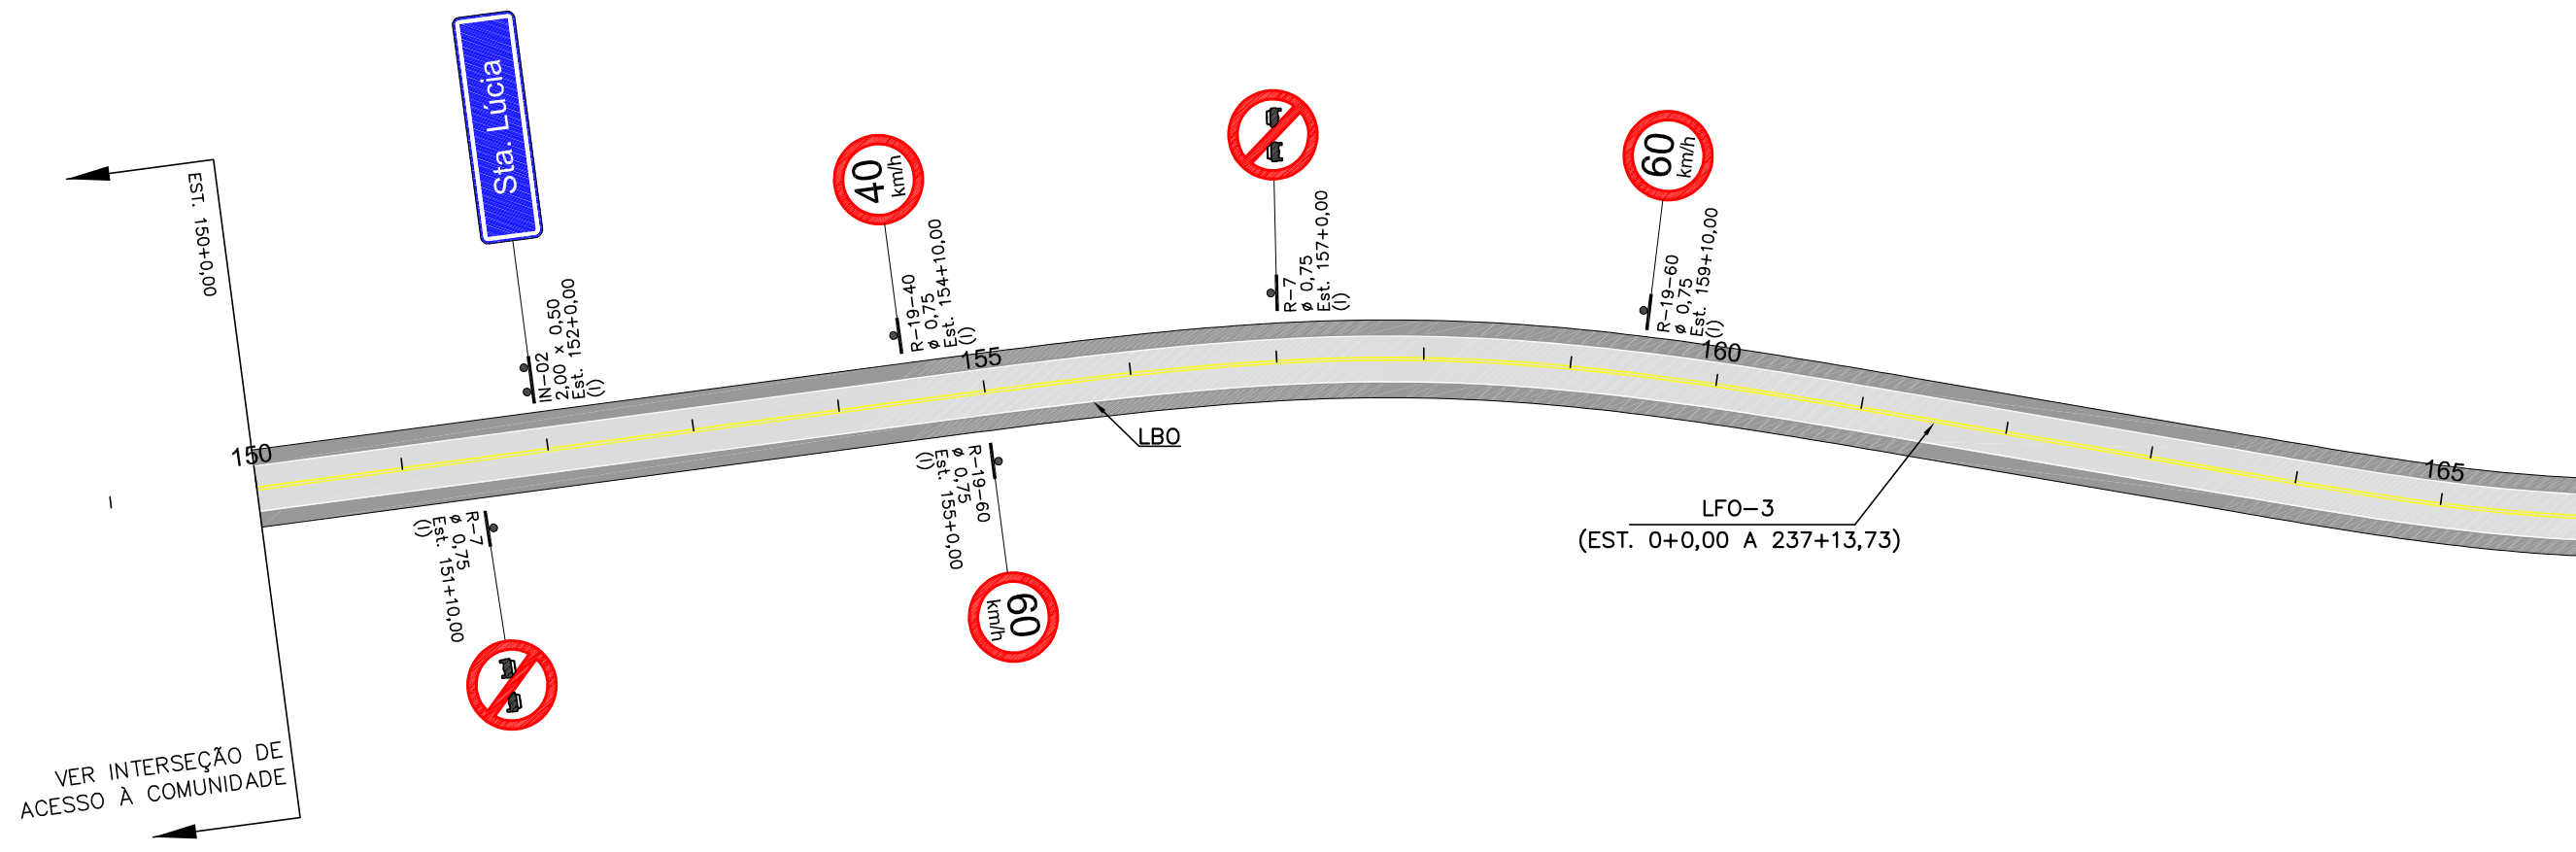 Sta. Lúcia
IN-02
2,00 x 0,50
Est. 152+0,00
(I)
40
km/h
R-19-40
ø 0,75
Est. 154+10,00
(I)
R-7
ø 0,75
Est. 157+0,00
(I)
60
km/h
R-19-60
ø 0,75
Est. 159+10,00
(I)
EST. 150+0,00
150
155
160
165
LBO
LFO-3
(EST. 0+0,00 A 237+13,73)
R-7
ø 0,75
Est. 151+10,00
(I)
R-19-60
ø 0,75
Est. 155+0,00
(I)
60
km/h
VER INTERSEÇÃO DE
ACESSO À COMUNIDADE